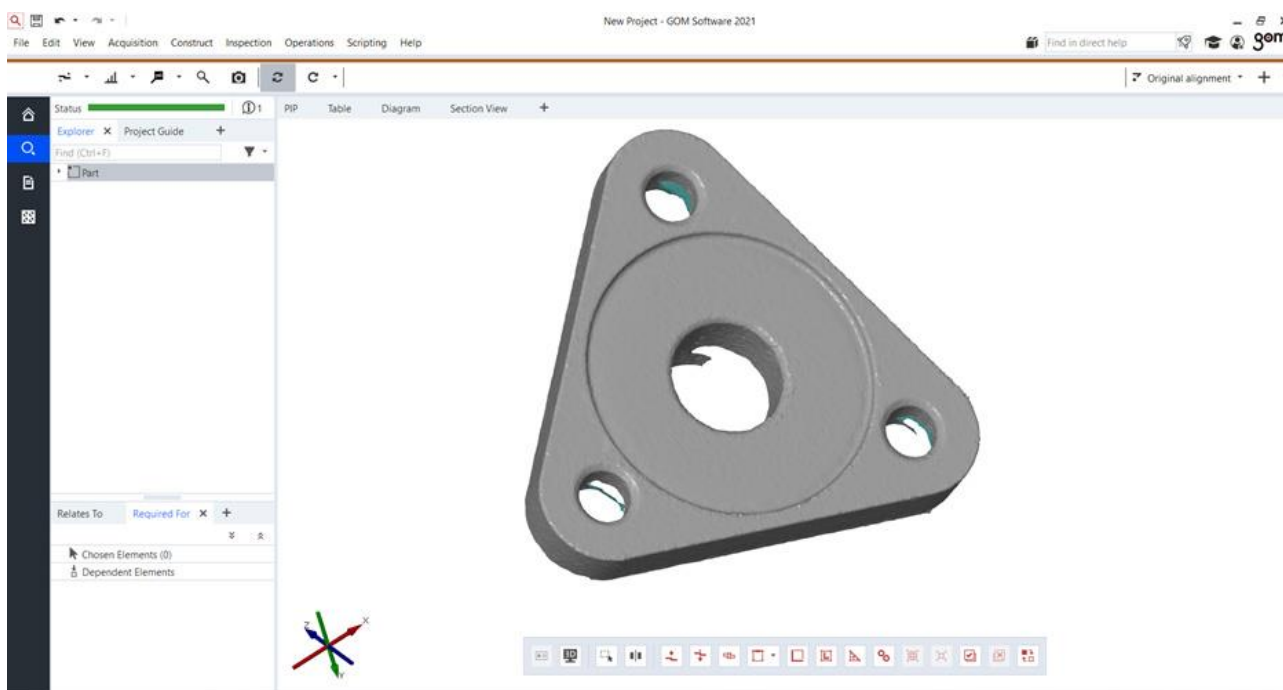 New Project - GOM Software 2021
File Edit View Acquisition Construct Inspection Operations Scripting Help
Find in direct help
gom
Original alignment
Status
1
PIP Table Diagram Section View +
Explorer X Project Guide +
Find (Ctrl+F)
Part
Relates To Required For X +
Chosen Elements (0)
Dependent Elements
Z X
Y
3D